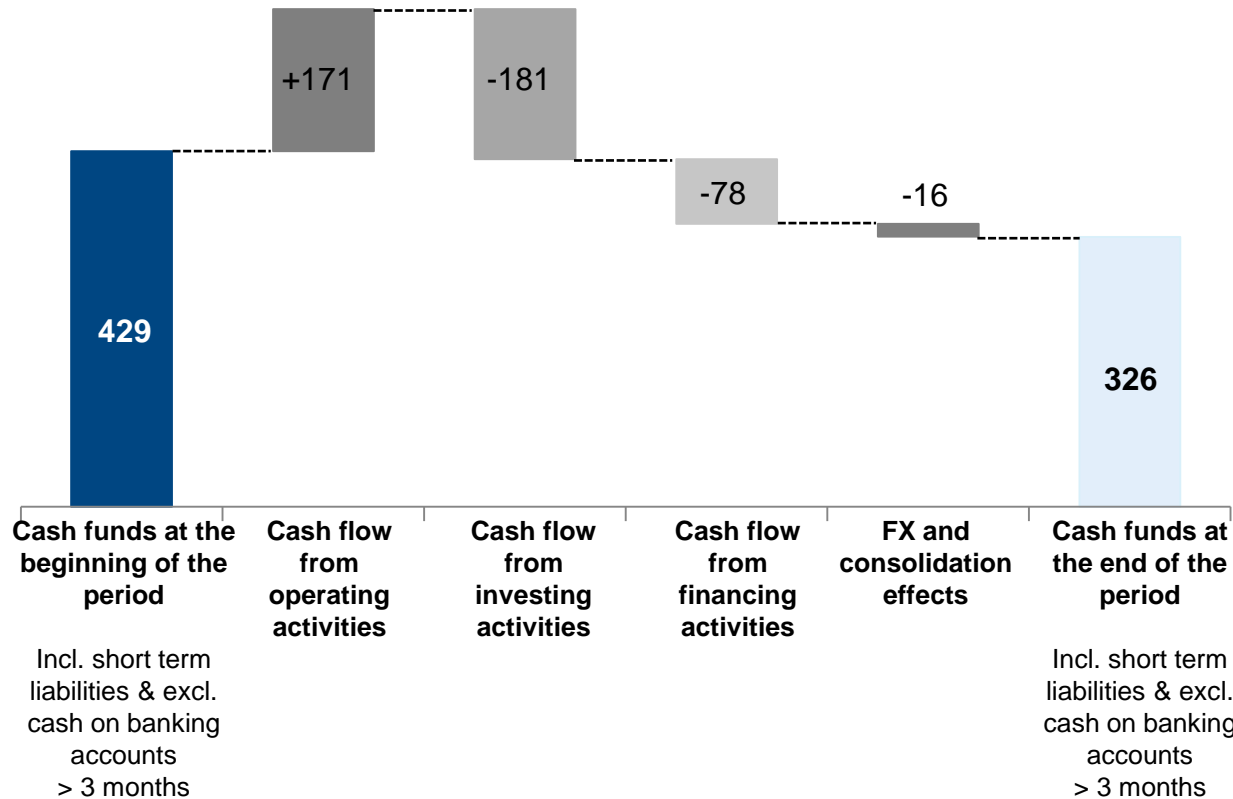 +171
-181
-78
-16
429
326
Cash funds at the
beginning of the
period
Incl. short term
liabilities & excl.
cash on banking
accounts
> 3 months
Cash flow
from
operating
activities
Cash flow
from
investing
activities
Cash flow
from
financing
activities
FX and
consolidation
effects
Cash funds at
the end of the
period
Incl. short term
liabilities & excl.
cash on banking
accounts
> 3 months